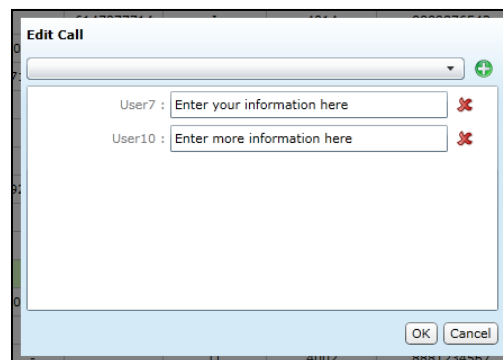 Edit Call
User7 : Enter your information here
User10 : Enter more information here
OK Cancel